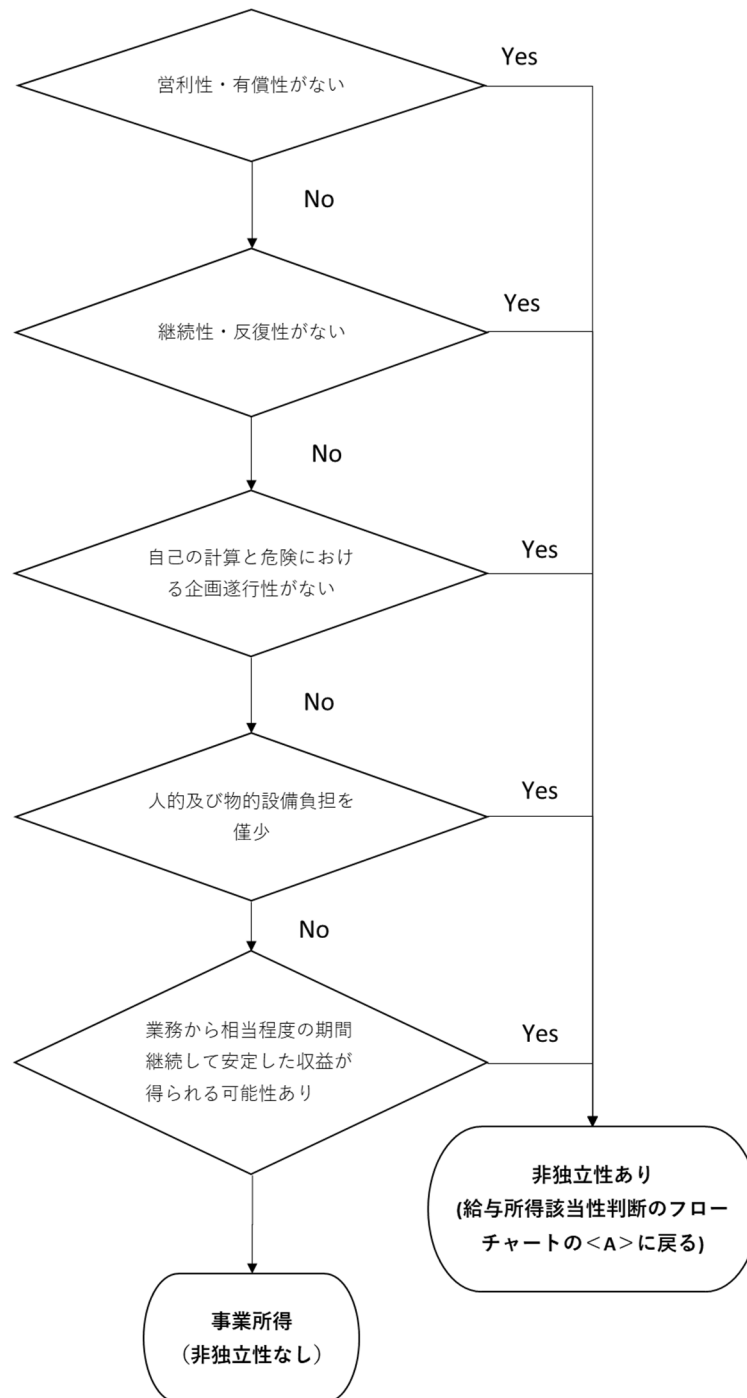 営利性・有償性がない
Yes
No
継続性・反復性がない
Yes
No
自己の計算と危険におけ
る企画遂行性がない
Yes
No
人的及び物的設備負担を
僅少
Yes
No
業務から相当程度の期間
継続して安定した収益が
得られる可能性あり
Yes
非独立性あり
(給与所得該当性判断のフロー
チャートの＜A＞に戻る)
事業所得
（非独立性なし）